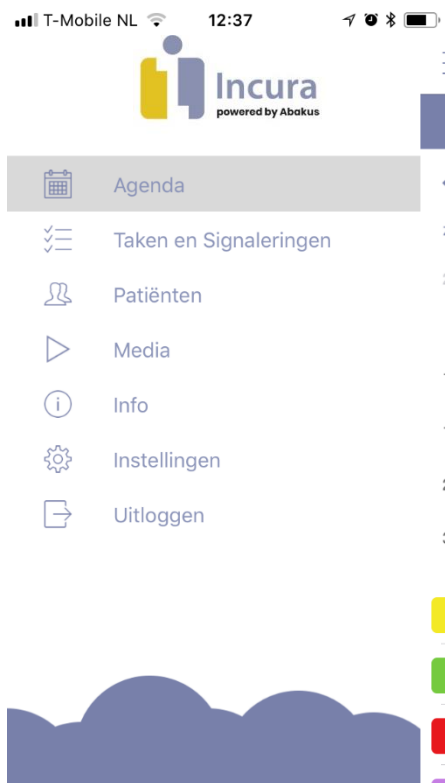 T-Mobile NL 12:37
Incura
powered by Abakus
Agenda
Taken en Signaleringen
Patiënten
Media
Info
Instellingen
Uitloggen